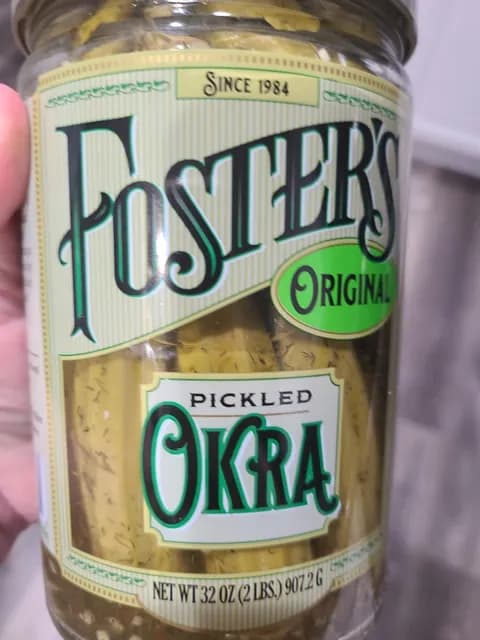 SINCE 1984
FOSTER'S
ORIGINAL
PICKLED
OKRA
NET WT 32 OZ (2 LBS.) 907.2 G